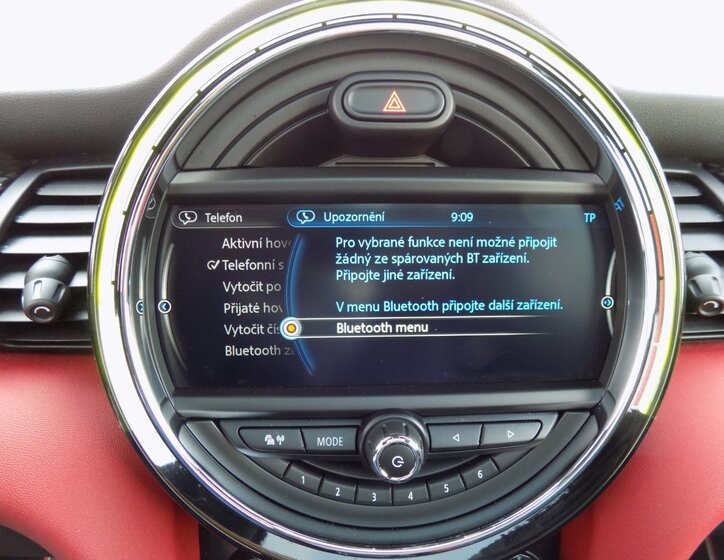 Telefon
Upozornění
9:09
TP
Aktivní hov
Telefonní s
Vytočit po
Přijaté hov
Vytočit čís
Bluetooth z
Pro vybrané funkce není možné připojit
žádný ze spárovaných BT zařízení.
Připojte jiné zařízení.
V menu Bluetooth připojte další zařízení.
Bluetooth menu
MODE
1 2 3 4 5 6